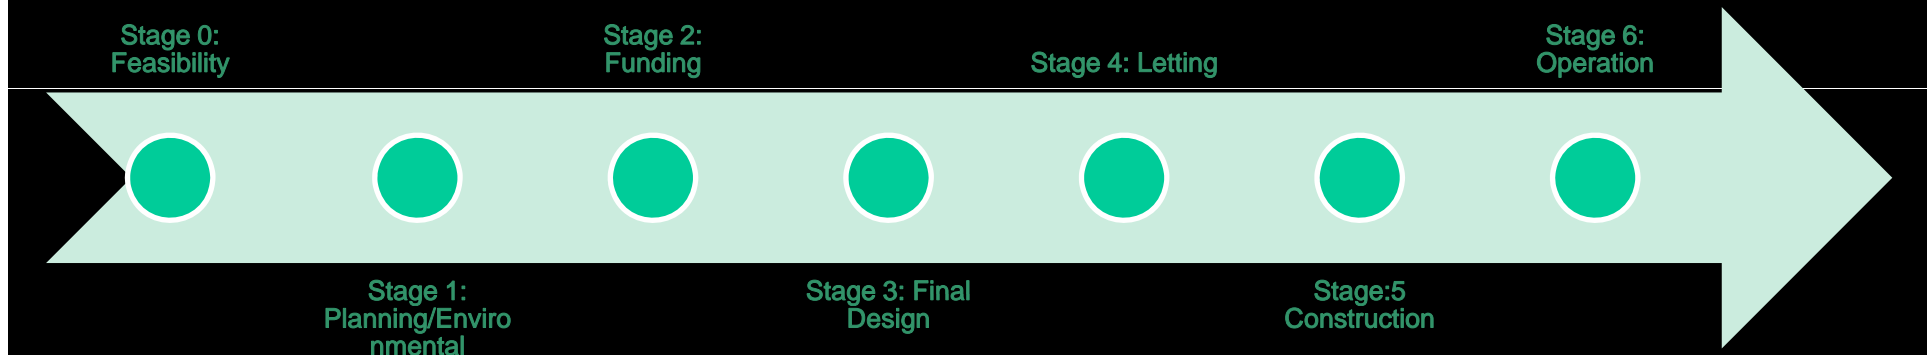 Stage 0:
Feasibility
Stage 1:
Planning/Enviro
nmental
Stage 2:
Funding
Stage 3: Final
Design
Stage 4: Letting
Stage:5
Construction
Stage 6:
Operation